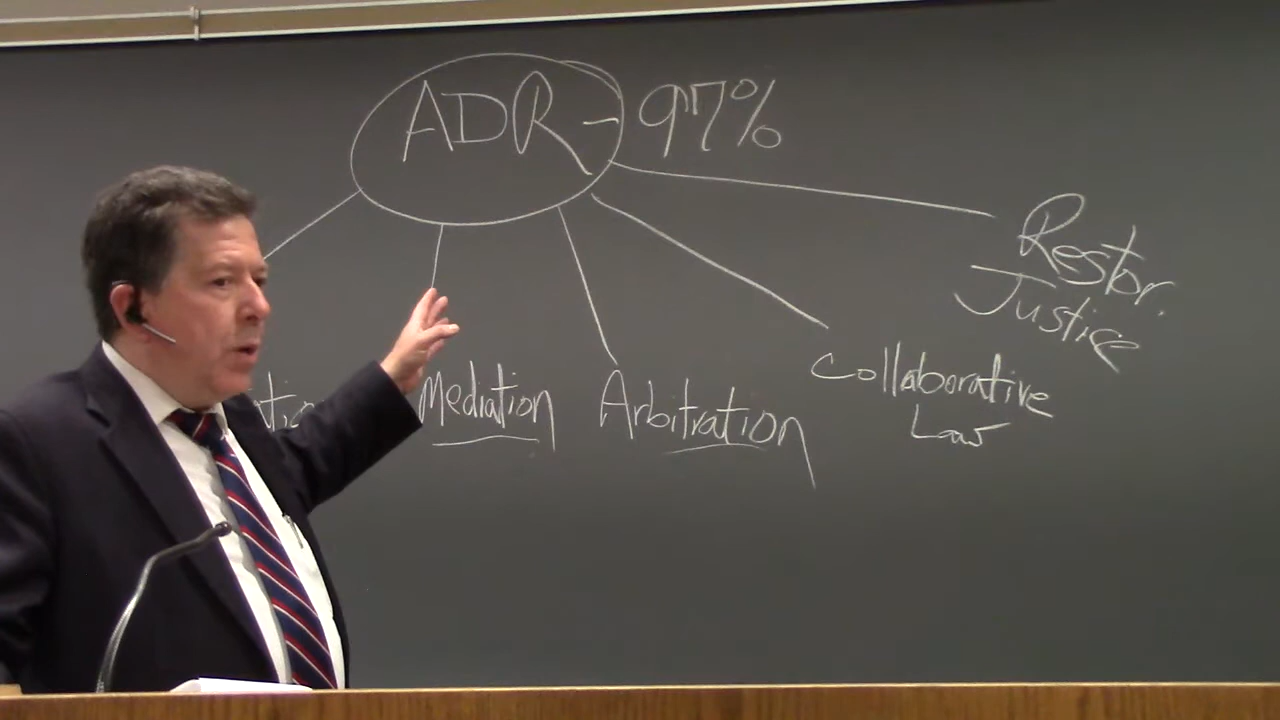 ADR - 97%
Restor.
Justice
Mediation
Arbitration
Collaborative
Law